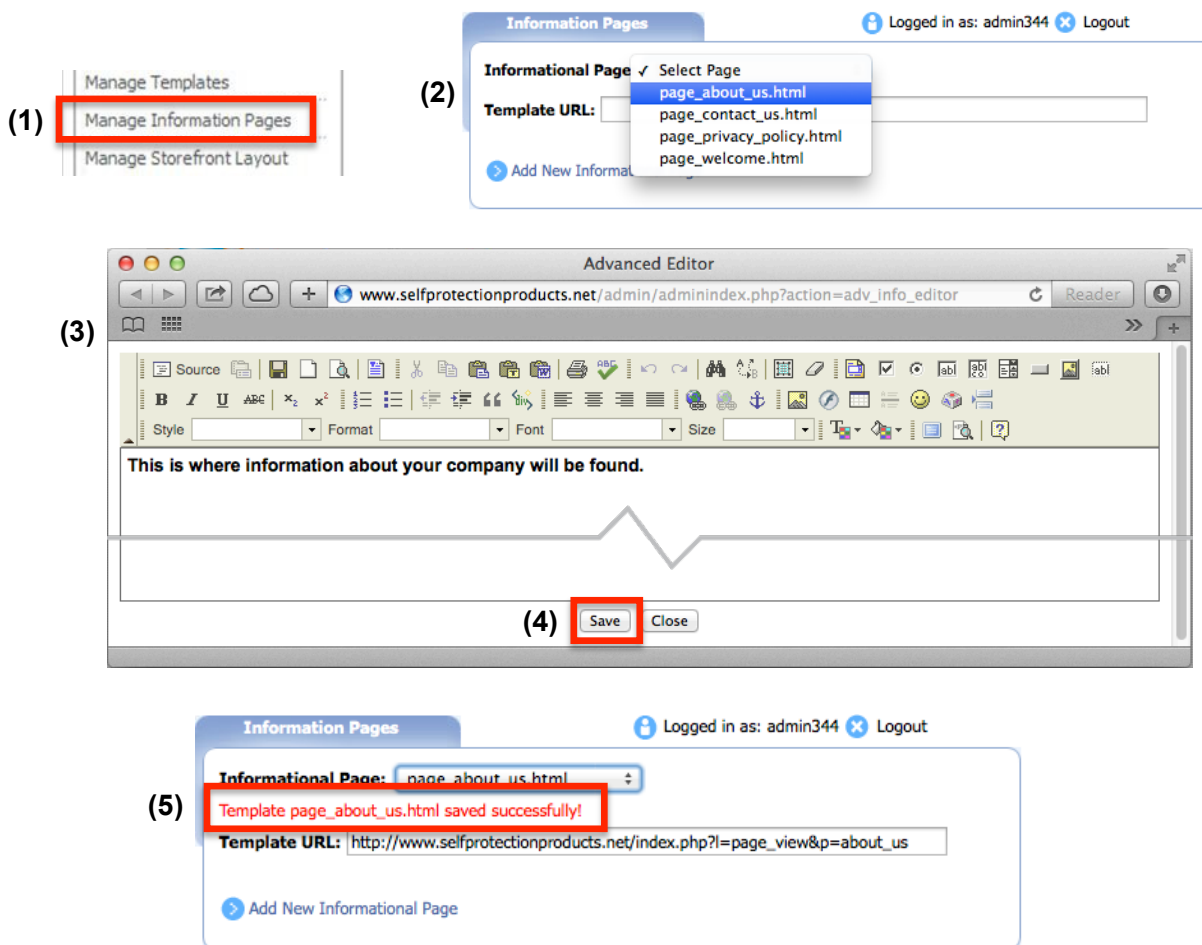 Information Pages
Logged in as: admin344 Logout
Manage Templates
(1) Manage Information Pages
Manage Storefront Layout
(2)
Informational Page ✓ Select Page
page_about_us.html
Template URL:
page_contact_us.html
page_privacy_policy.html
page_welcome.html
Add New Informat
Advanced Editor
www.selfprotectionproducts.net/admin/adminindex.php?action=adv_info_editor Reader
(3)
Source
B I U ABC x₂ x²
Style Format Font Size
This is where information about your company will be found.
(4) Save Close
Information Pages
Logged in as: admin344 Logout
Informational Page: page_about_us.html
(5) Template page_about_us.html saved successfully!
Template URL: http://www.selfprotectionproducts.net/index.php?l=page_view&p=about_us
Add New Informational Page